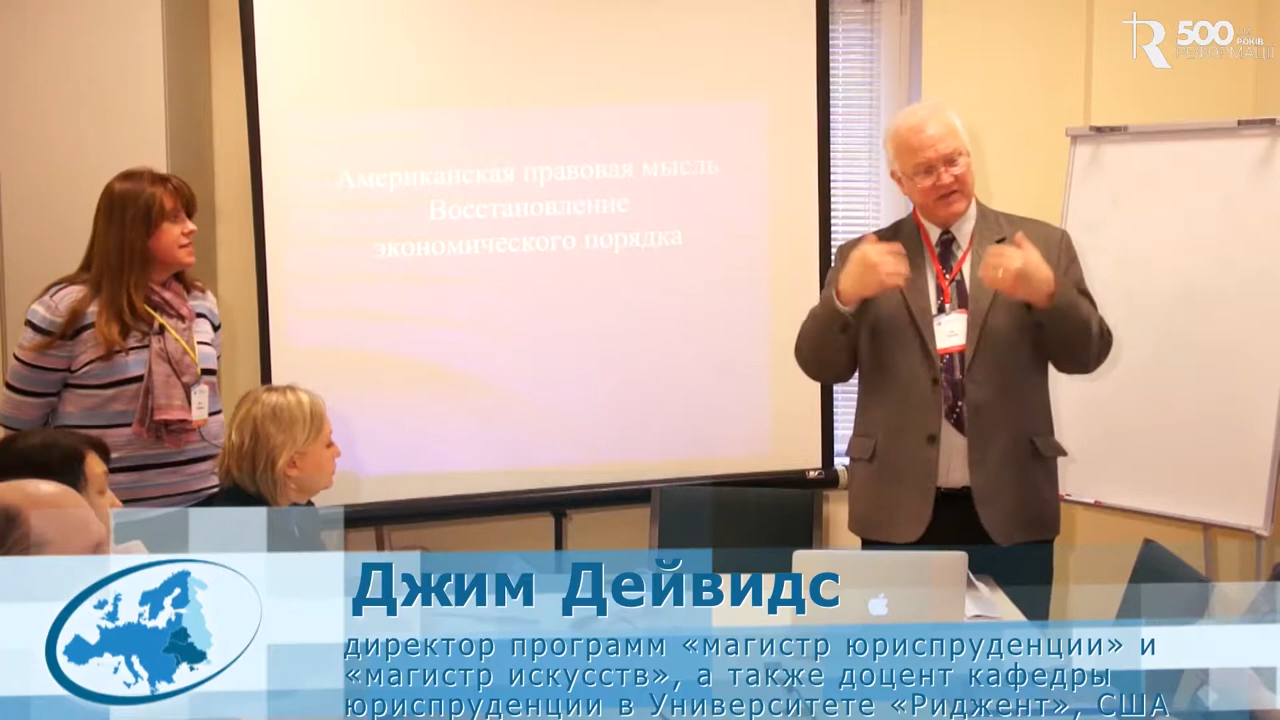 500
РОКІВ
РЕФОРМАЦІЇ
Американская правовая мысль
Восстановление
экономического порядка
Джим Дейвидс
директор программ «магистр юриспруденции» и
«магистр искусств», а также доцент кафедры
юриспруденции в Университете «Риджент», США